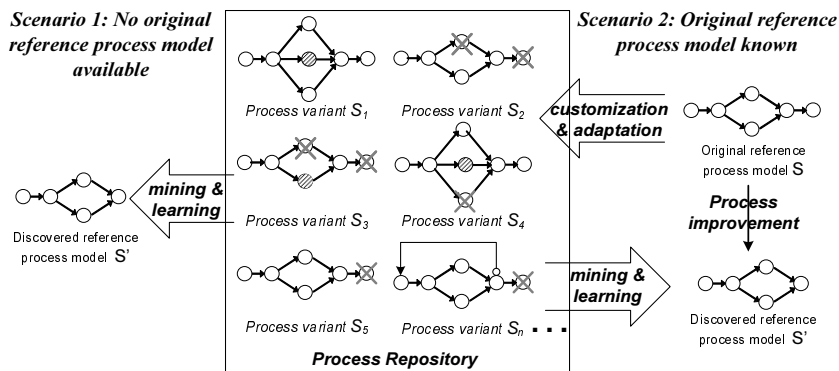 Scenario 1: No original
reference process model
available
Scenario 2: Original reference
process model known
Process variant S1
Process variant S2
Process variant S3
Process variant S4
Process variant S5
Process variant Sn
. . .
Process Repository
mining &
learning
Discovered reference
process model S'
customization
& adaptation
Original reference
process model S
Process
improvement
mining &
learning
Discovered reference
process model S'